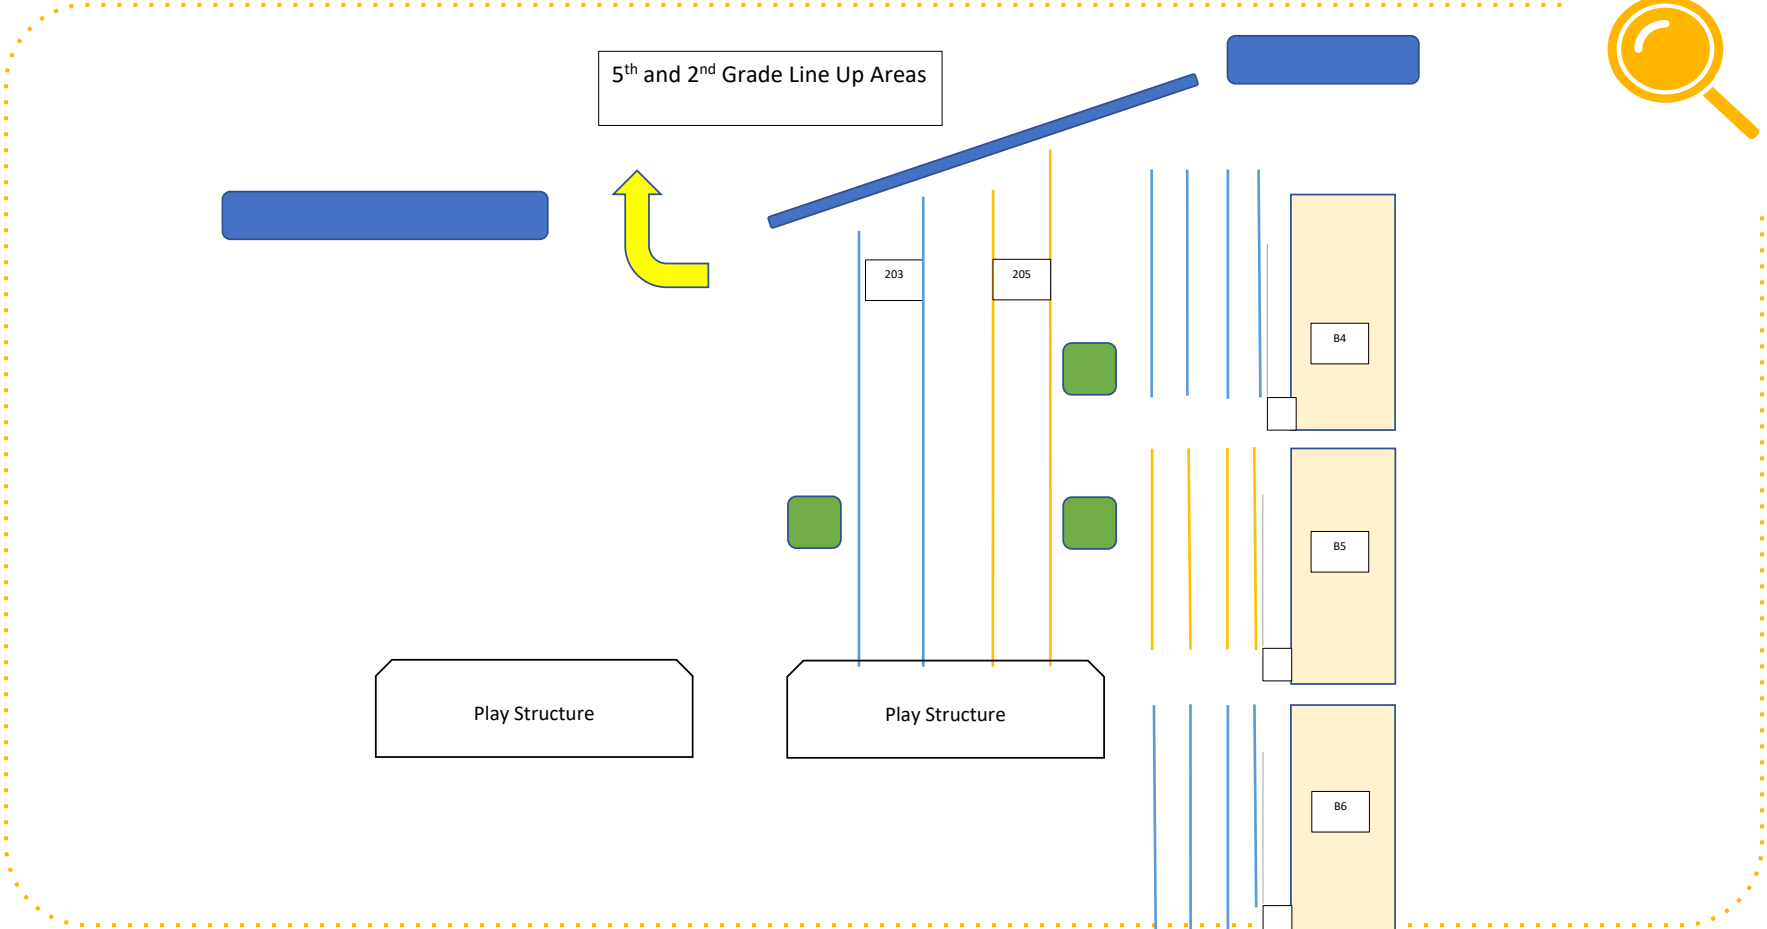 5th and 2nd Grade Line Up Areas
203
205
B4
B5
Play Structure
Play Structure
B6